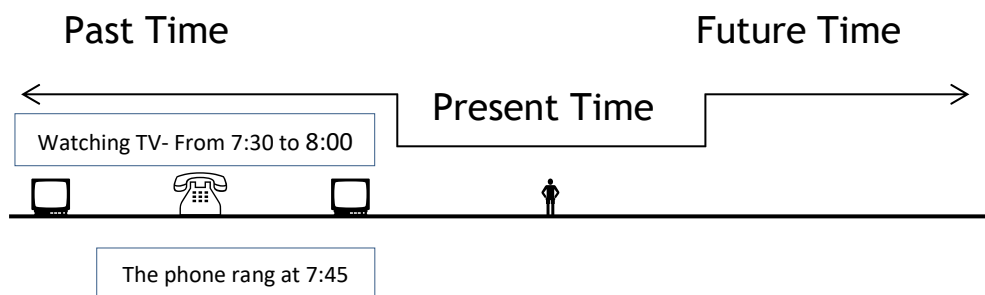 Past Time
Future Time
Present Time
Watching TV- From 7:30 to 8:00
The phone rang at 7:45